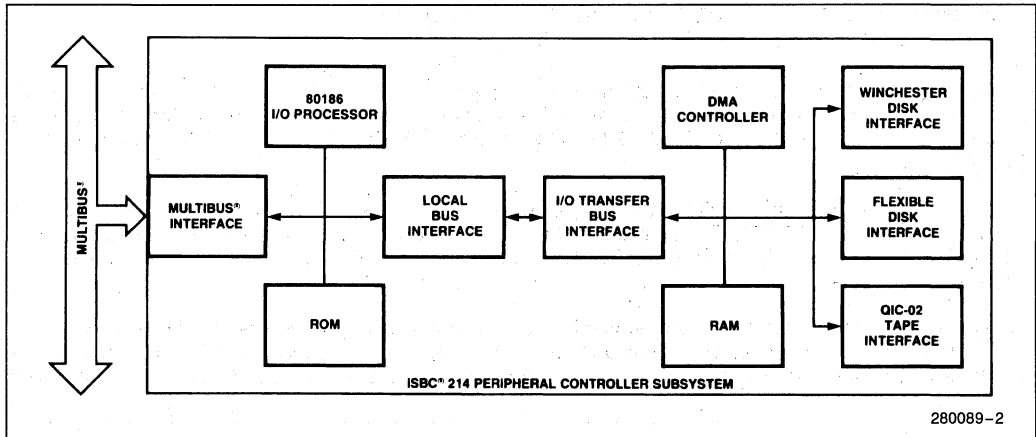 MULTIBUS®
80186
I/O PROCESSOR
DMA
CONTROLLER
WINCHESTER
DISK
INTERFACE
MULTIBUS®
INTERFACE
LOCAL
BUS
INTERFACE
I/O TRANSFER
BUS
INTERFACE
FLEXIBLE
DISK
INTERFACE
ROM
RAM
QIC-02
TAPE
INTERFACE
iSBC® 214 PERIPHERAL CONTROLLER SUBSYSTEM
280089-2